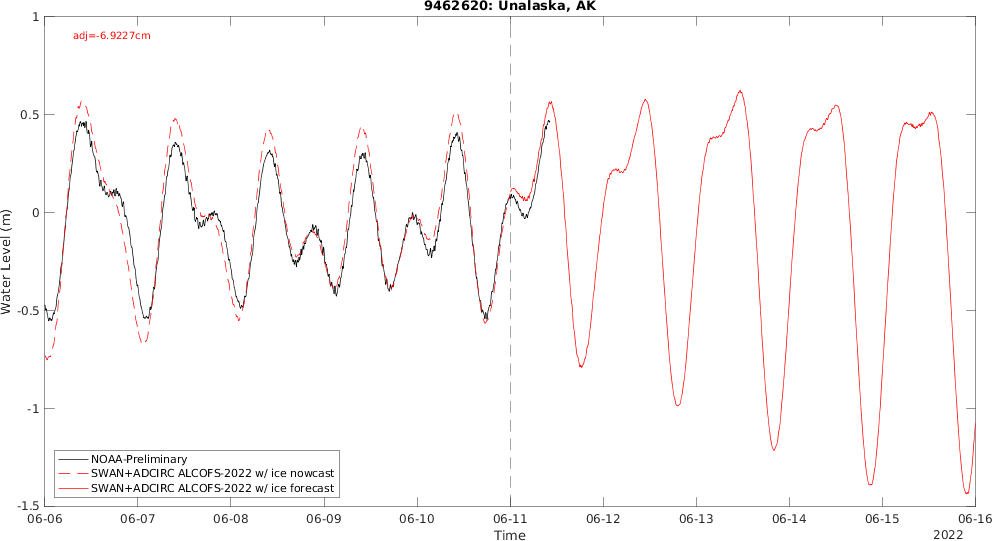 9462620: Unalaska, AK
adj=-6.9227cm
1
0.5
0
-0.5
-1
-1.5
Water Level (m)
NOAA-Preliminary
SWAN+ADCIRC ALCOFS-2022 w/ ice nowcast
SWAN+ADCIRC ALCOFS-2022 w/ ice forecast
06-06 06-07 06-08 06-09 06-10 06-11 06-12 06-13 06-14 06-15 06-16
Time
2022